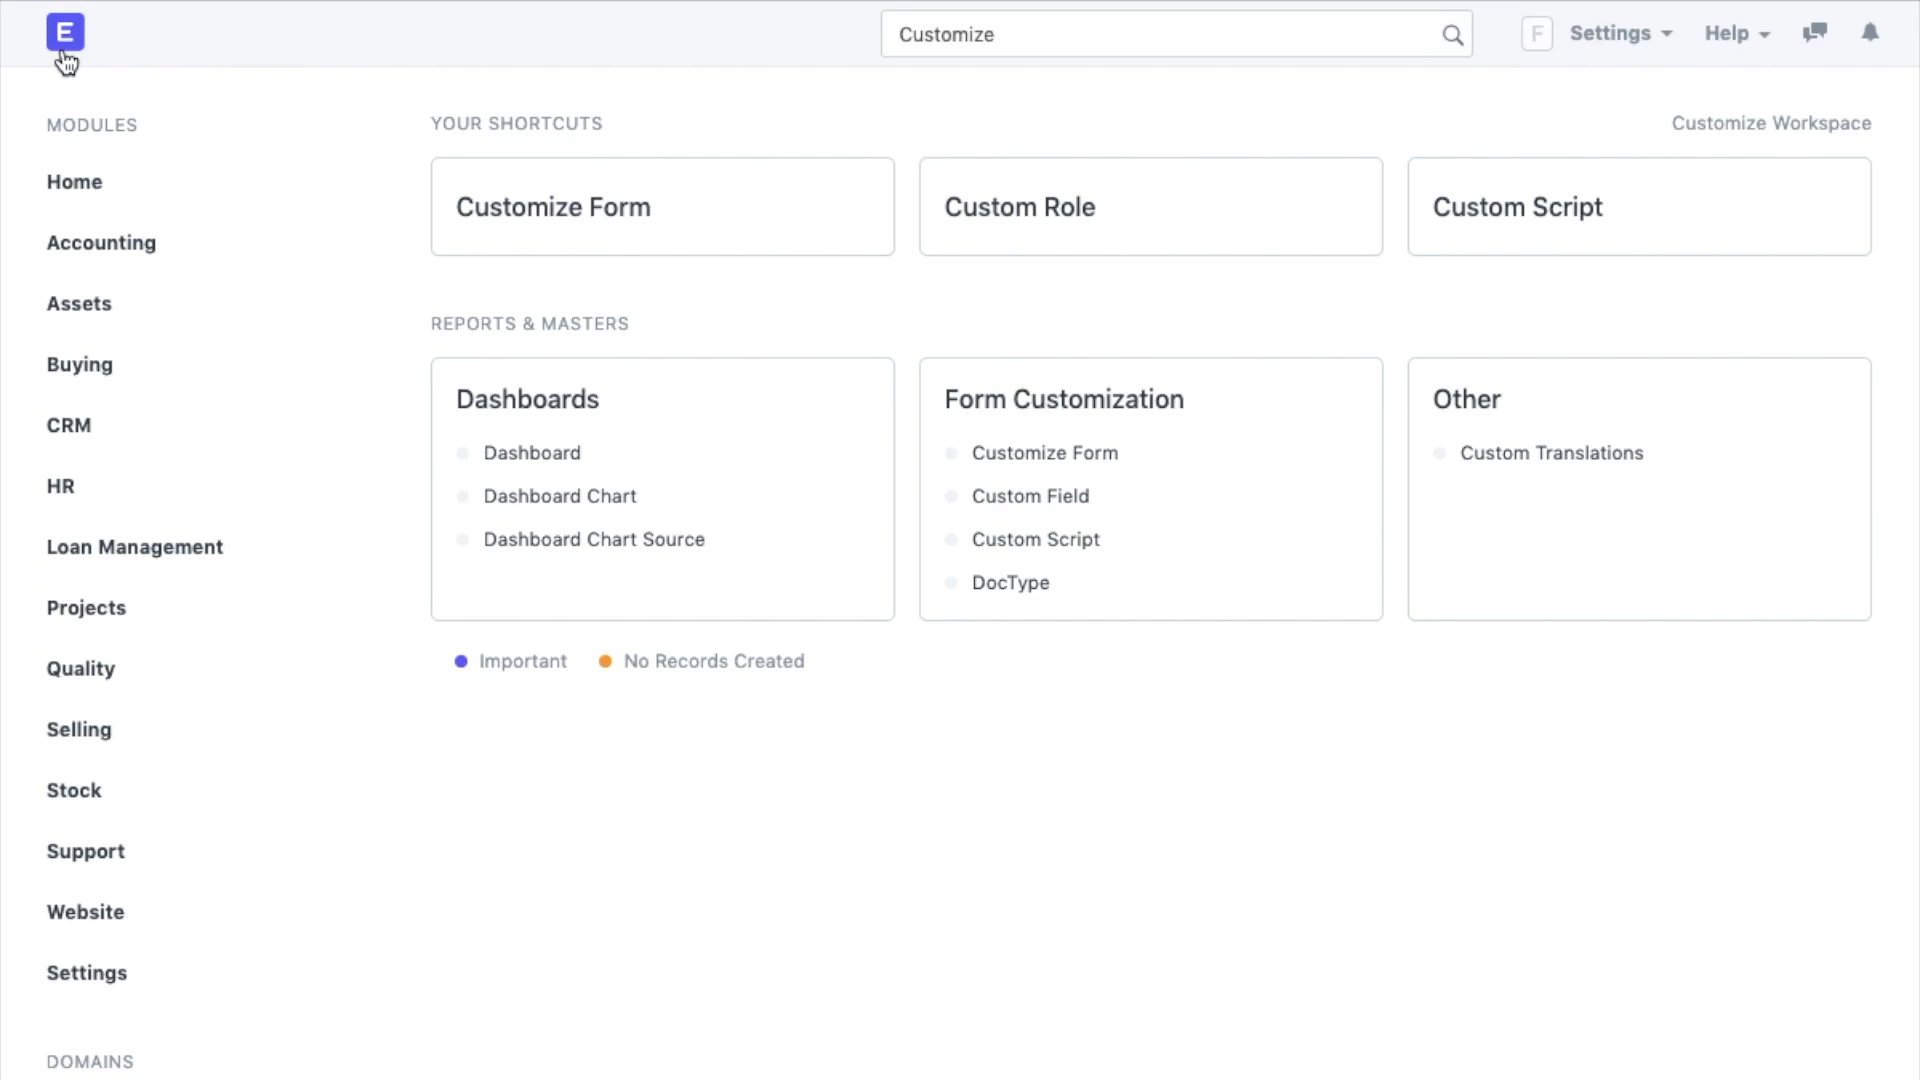 E
Customize
F
Settings
Help
MODULES
Home
Accounting
Assets
Buying
CRM
HR
Loan Management
Projects
Quality
Selling
Stock
Support
Website
Settings
DOMAINS
YOUR SHORTCUTS
Customize Workspace
Customize Form
Custom Role
Custom Script
REPORTS & MASTERS
Dashboards
Dashboard
Dashboard Chart
Dashboard Chart Source
Form Customization
Customize Form
Custom Field
Custom Script
DocType
Other
Custom Translations
Important
No Records Created